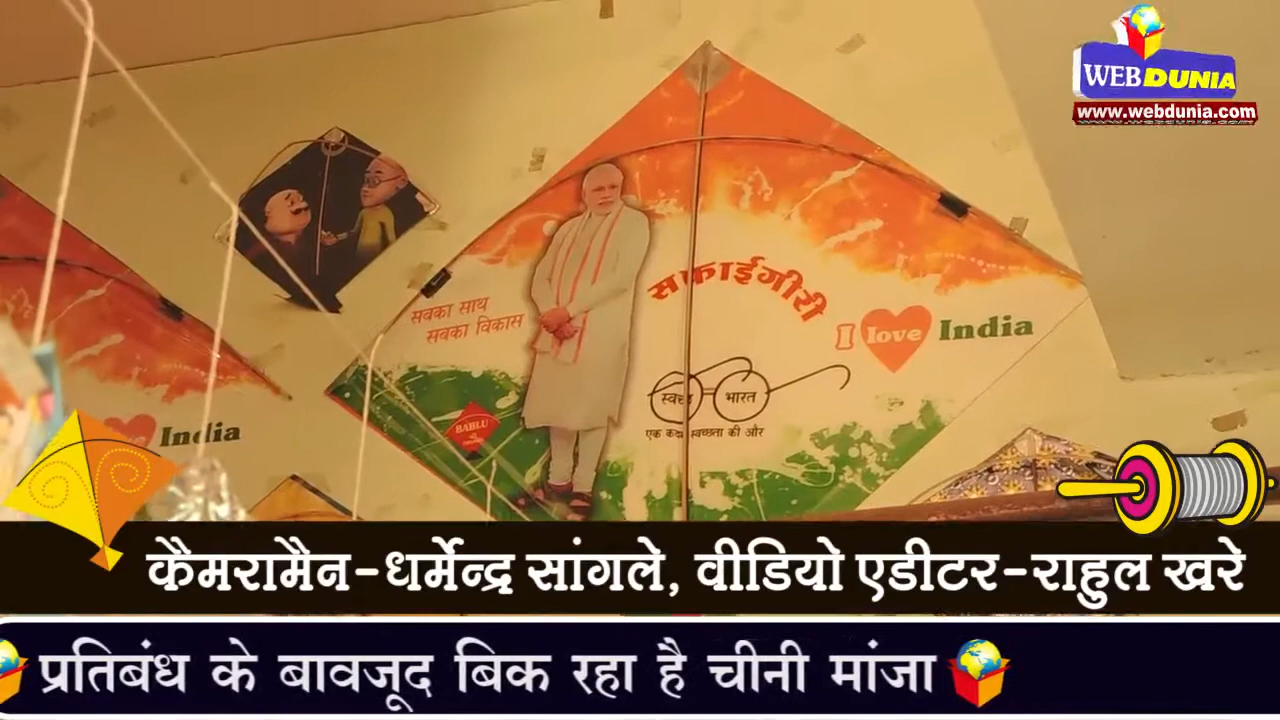 WEBDUNIA
www.webdunia.com
सफाईगीरी
सबका साथ
सबका विकास
I love India
स्वच्छ भारत
एक कदम स्वच्छता की और
BABLU
India
कैमरामैन-धर्मेन्द्र सांगले, वीडियो एडीटर-राहुल खरे
प्रतिबंध के बावजूद बिक रहा है चीनी मांजा